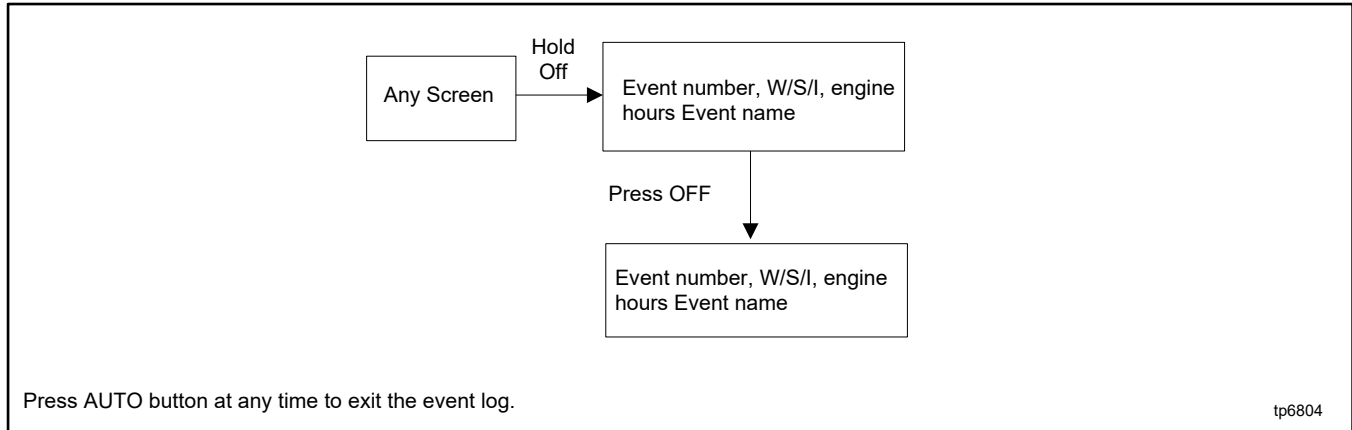 Hold
Off
Any Screen
Event number, W/S/I, engine
hours Event name
Press OFF
Event number, W/S/I, engine
hours Event name
Press AUTO button at any time to exit the event log.
tp6804